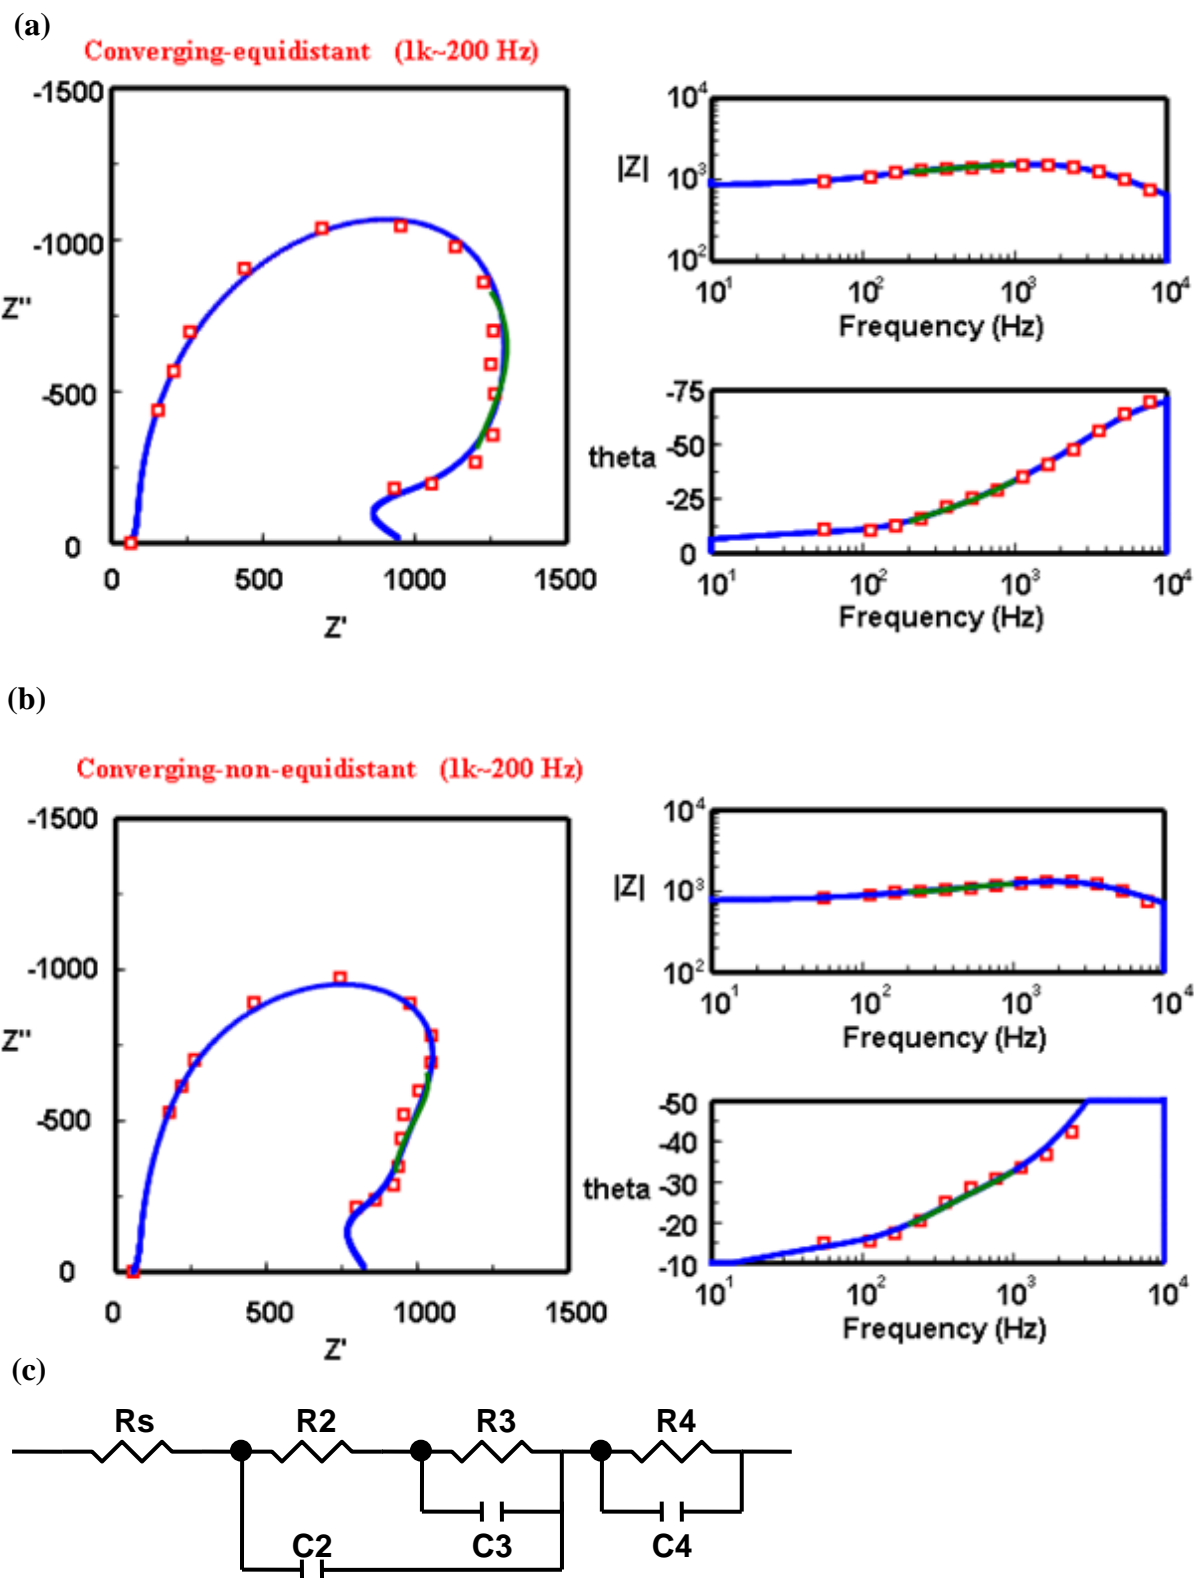 (a)
Converging-equidistant (1k~200 Hz)
-1500
-1000
Z''
-500
0
0 500 1000 1500
Z'
10⁴
|Z|
10³
10²
10¹ 10² 10³ 10⁴
Frequency (Hz)
-75
-50
theta
-25
0
10¹ 10² 10³ 10⁴
Frequency (Hz)
(b)
Converging-non-equidistant (1k~200 Hz)
-1500
-1000
Z''
-500
0
0 500 1000 1500
Z'
10⁴
|Z|
10³
10²
10¹ 10² 10³ 10⁴
Frequency (Hz)
-50
-40
-30
theta
-20
-10
10¹ 10² 10³ 10⁴
Frequency (Hz)
(c)
Rs R2 R3 R4
C2 C3 C4